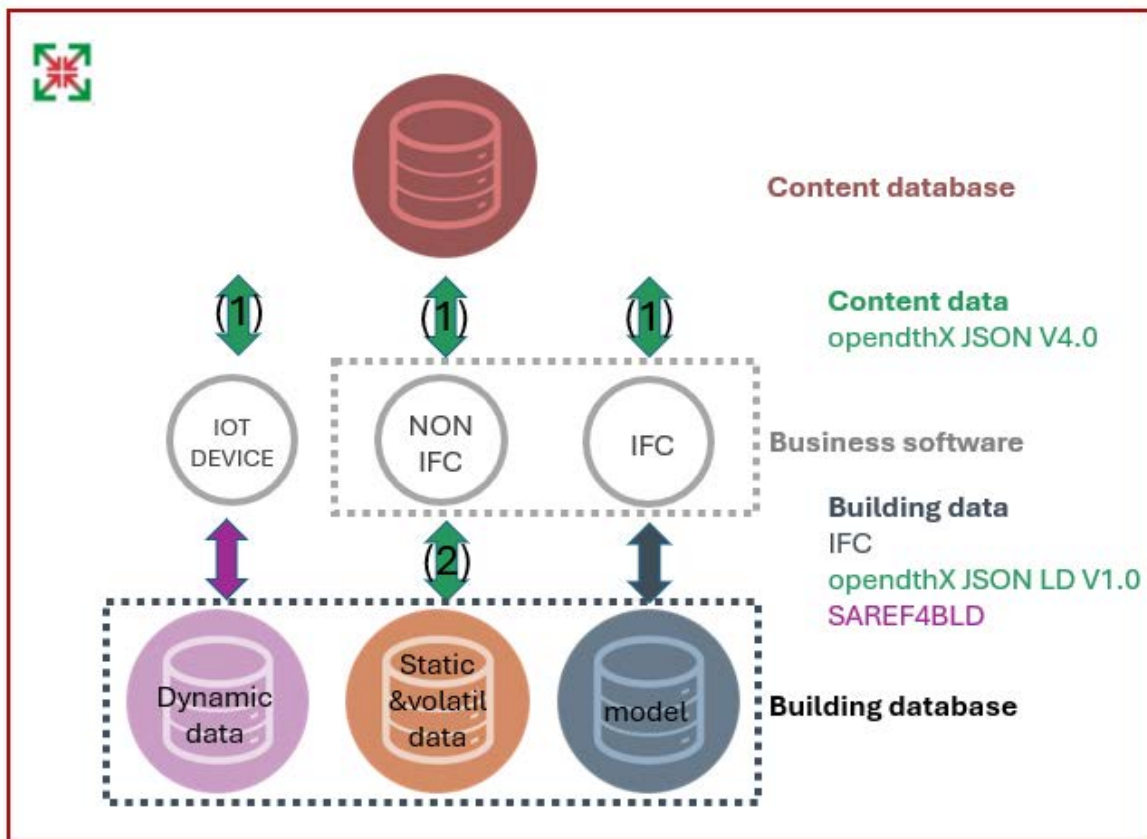 Content database
(1)
(1)
(1)
Content data
opendthX JSON V4.0
IOT
DEVICE
NON
IFC
IFC
Business software
(2)
Building data
IFC
opendthX JSON LD V1.0
SAREF4BLD
Dynamic
data
Static
&volatil
data
model
Building database